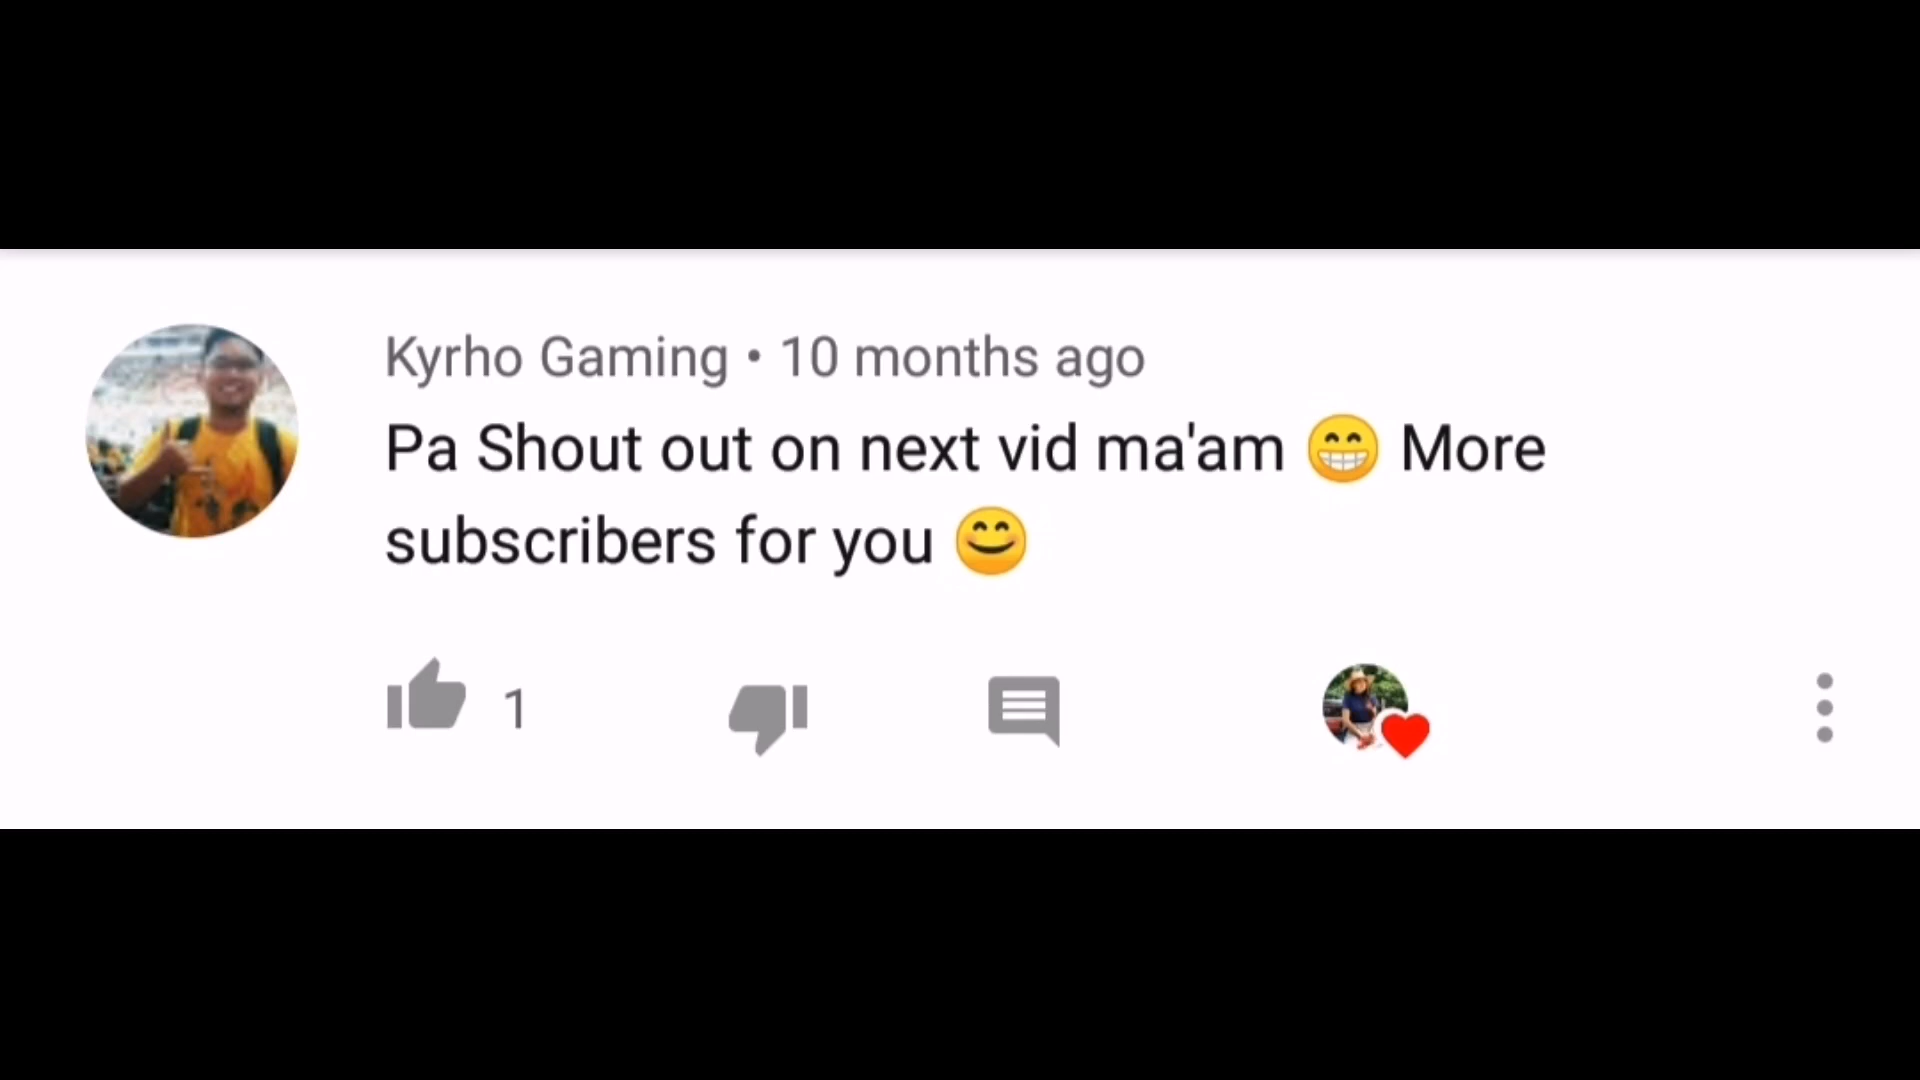 Kyrho Gaming • 10 months ago
Pa Shout out on next vid ma'am 😁 More
subscribers for you 😊
1